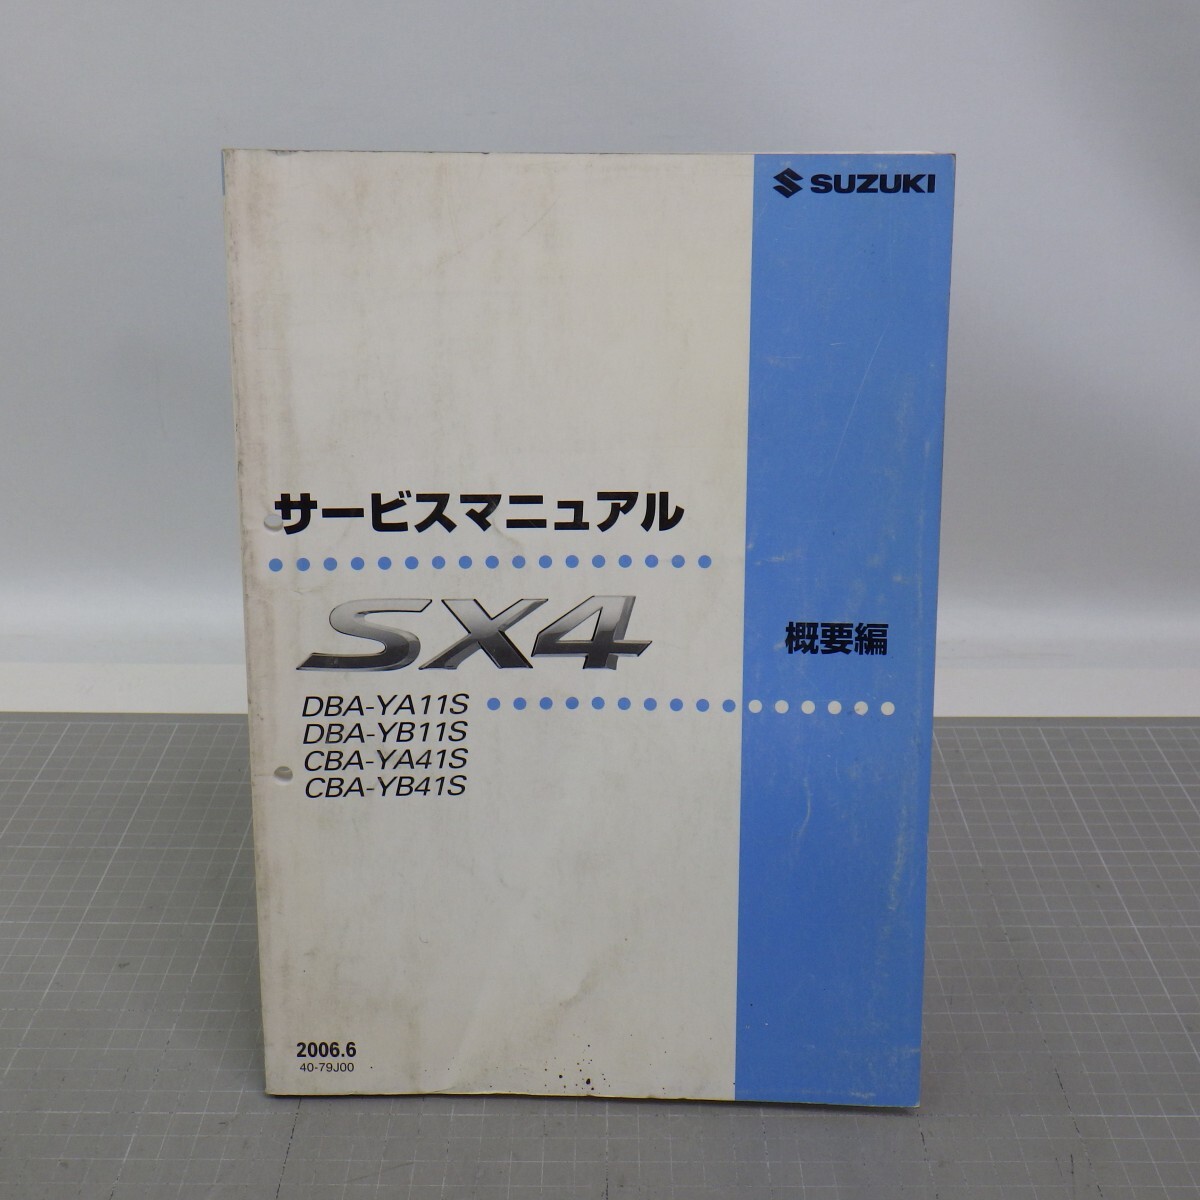 SUZUKI
サービスマニュアル
SX4
概要編
DBA-YA11S
DBA-YB11S
CBA-YA41S
CBA-YB41S
2006.6
40-79J00